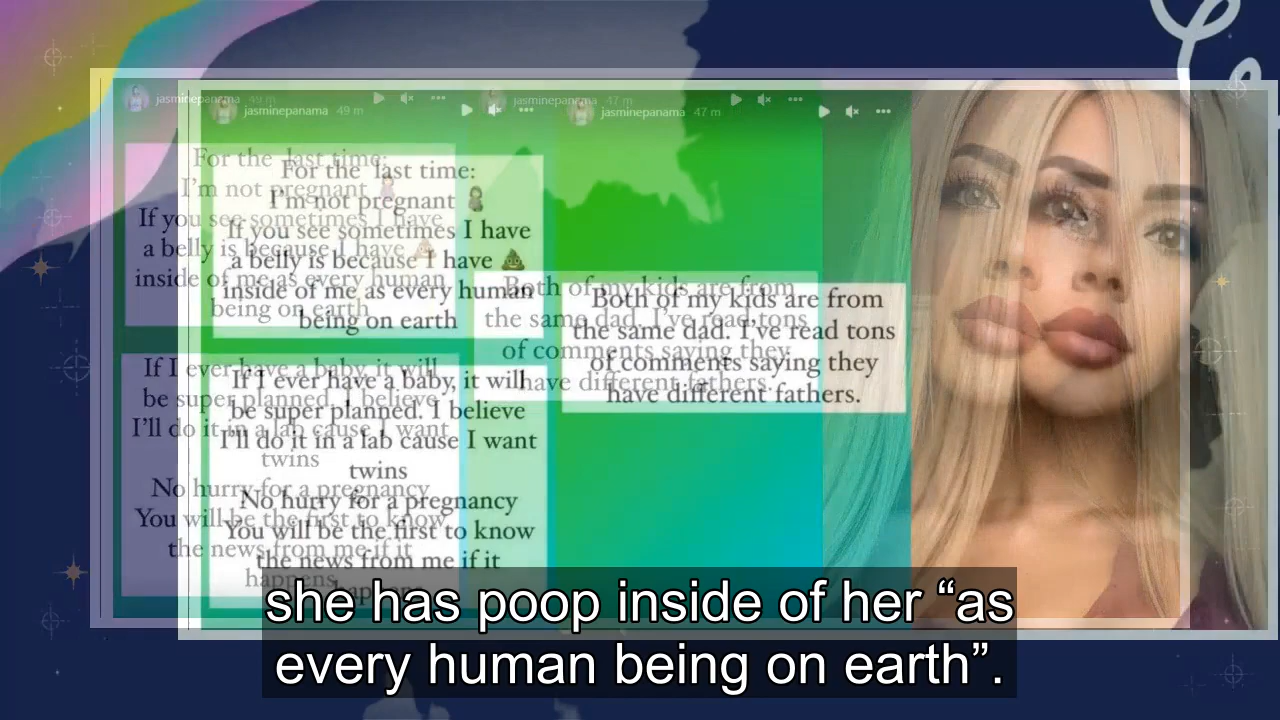 jasminepanama 49 m
For the last time:
I'm not pregnant
If you see sometimes I have
a belly is because I have 💩
inside of me as every human
being on earth
If I ever have a baby, it will
be super planned. I believe
I'll do it in a lab cause I want
twins
No hurry for a pregnancy
You will be the first to know
the news from me if it
happens
jasminepanama 47 m
Both of my kids are from
the same dad. I've read tons
of comments saying they
have different fathers.
she has poop inside of her “as
every human being on earth”.